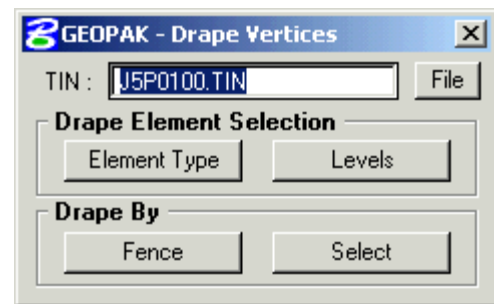 GEOPAK - Drape Vertices
TIN : J5P0100.TIN File
Drape Element Selection
Element Type Levels
Drape By
Fence Select